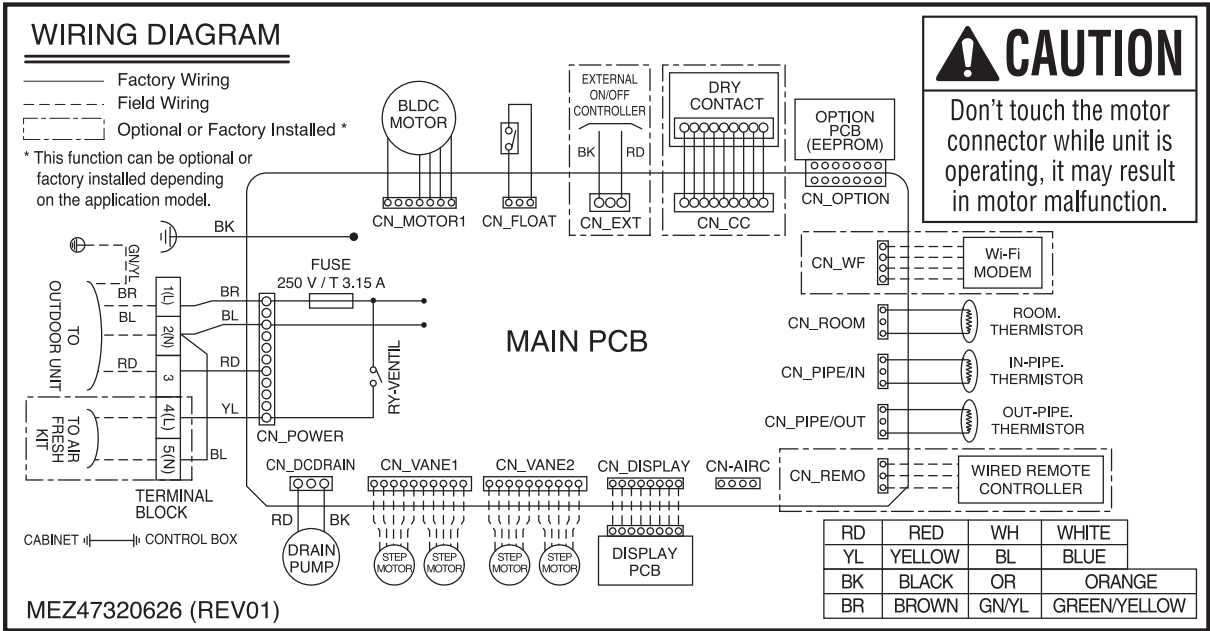 WIRING DIAGRAM
Factory Wiring
Field Wiring
Optional or Factory Installed *
* This function can be optional or
factory installed depending
on the application model.
CAUTION
Don't touch the motor
connector while unit is
operating, it may result
in motor malfunction.
BLDC
MOTOR
CN_MOTOR1
CN_FLOAT
EXTERNAL
ON/OFF
CONTROLLER
BK
RD
CN_EXT
DRY
CONTACT
CN_CC
OPTION
PCB
(EEPROM)
CN_OPTION
BK
GN/YL
FUSE
250 V / T 3.15 A
TO
OUTDOOR UNIT
BR
BL
RD
1(L)
2(N)
3
4(L)
5(N)
BR
BL
RD
YL
BL
TO AIR
FRESH
KIT
TERMINAL
BLOCK
CN_POWER
RY-VENTIL
MAIN PCB
CN_WF
Wi-Fi
MODEM
CN_ROOM
ROOM.
THERMISTOR
CN_PIPE/IN
IN-PIPE.
THERMISTOR
CN_PIPE/OUT
OUT-PIPE.
THERMISTOR
CN_REMO
WIRED REMOTE
CONTROLLER
CN_DCDRAIN
RD
BK
DRAIN
PUMP
CN_VANE1
STEP
MOTOR
STEP
MOTOR
CN_VANE2
STEP
MOTOR
STEP
MOTOR
CN_DISPLAY
DISPLAY
PCB
CN-AIRC
CABINET
CONTROL BOX
RD RED WH WHITE
YL YELLOW BL BLUE
BK BLACK OR ORANGE
BR BROWN GN/YL GREEN/YELLOW
MEZ47320626 (REV01)